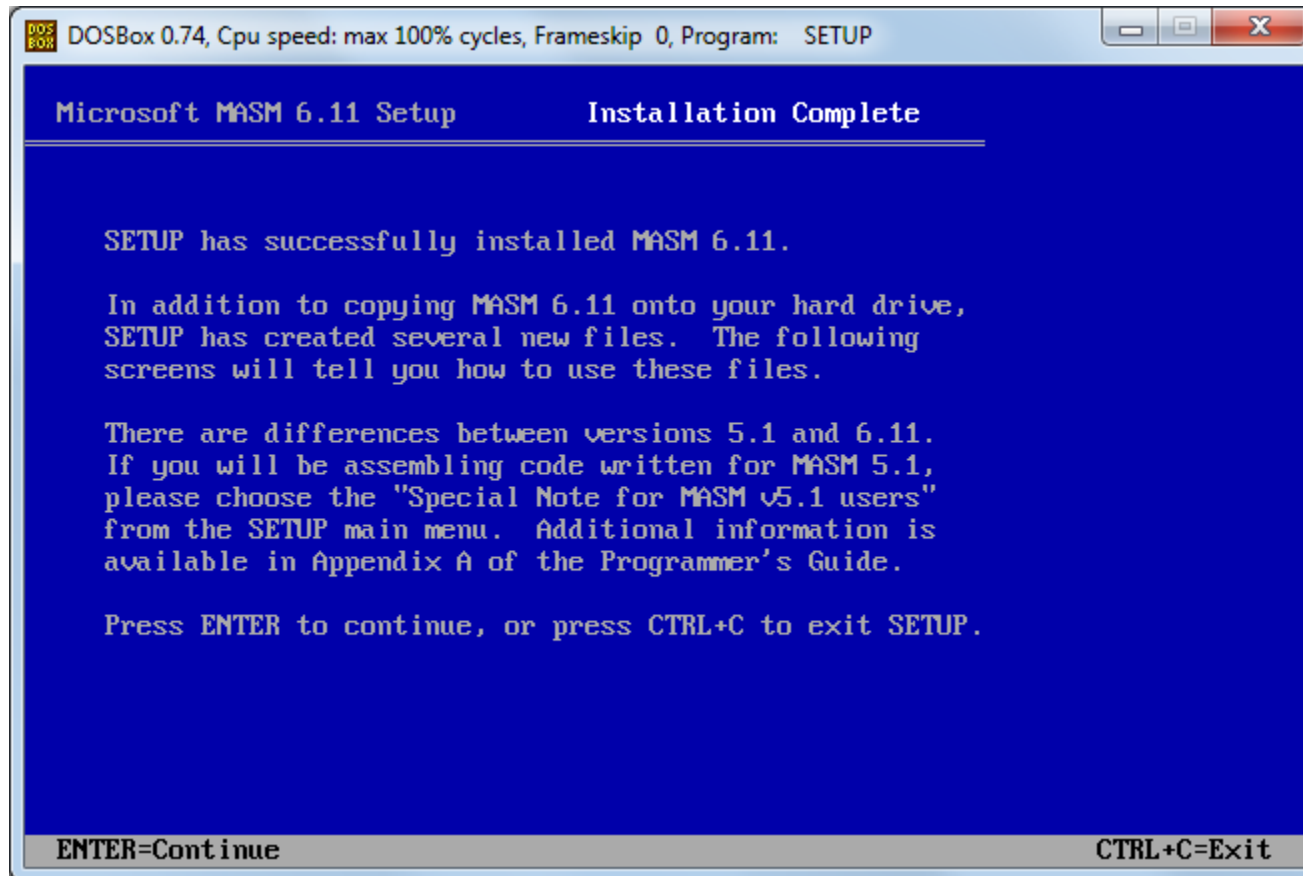 DOS
BOX
DOSBox 0.74, Cpu speed: max 100% cycles, Frameskip 0, Program: SETUP
Microsoft MASM 6.11 Setup Installation Complete
SETUP has successfully installed MASM 6.11.
In addition to copying MASM 6.11 onto your hard drive,
SETUP has created several new files. The following
screens will tell you how to use these files.
There are differences between versions 5.1 and 6.11.
If you will be assembling code written for MASM 5.1,
please choose the "Special Note for MASM v5.1 users"
from the SETUP main menu. Additional information is
available in Appendix A of the Programmer's Guide.
Press ENTER to continue, or press CTRL+C to exit SETUP.
ENTER=Continue CTRL+C=Exit